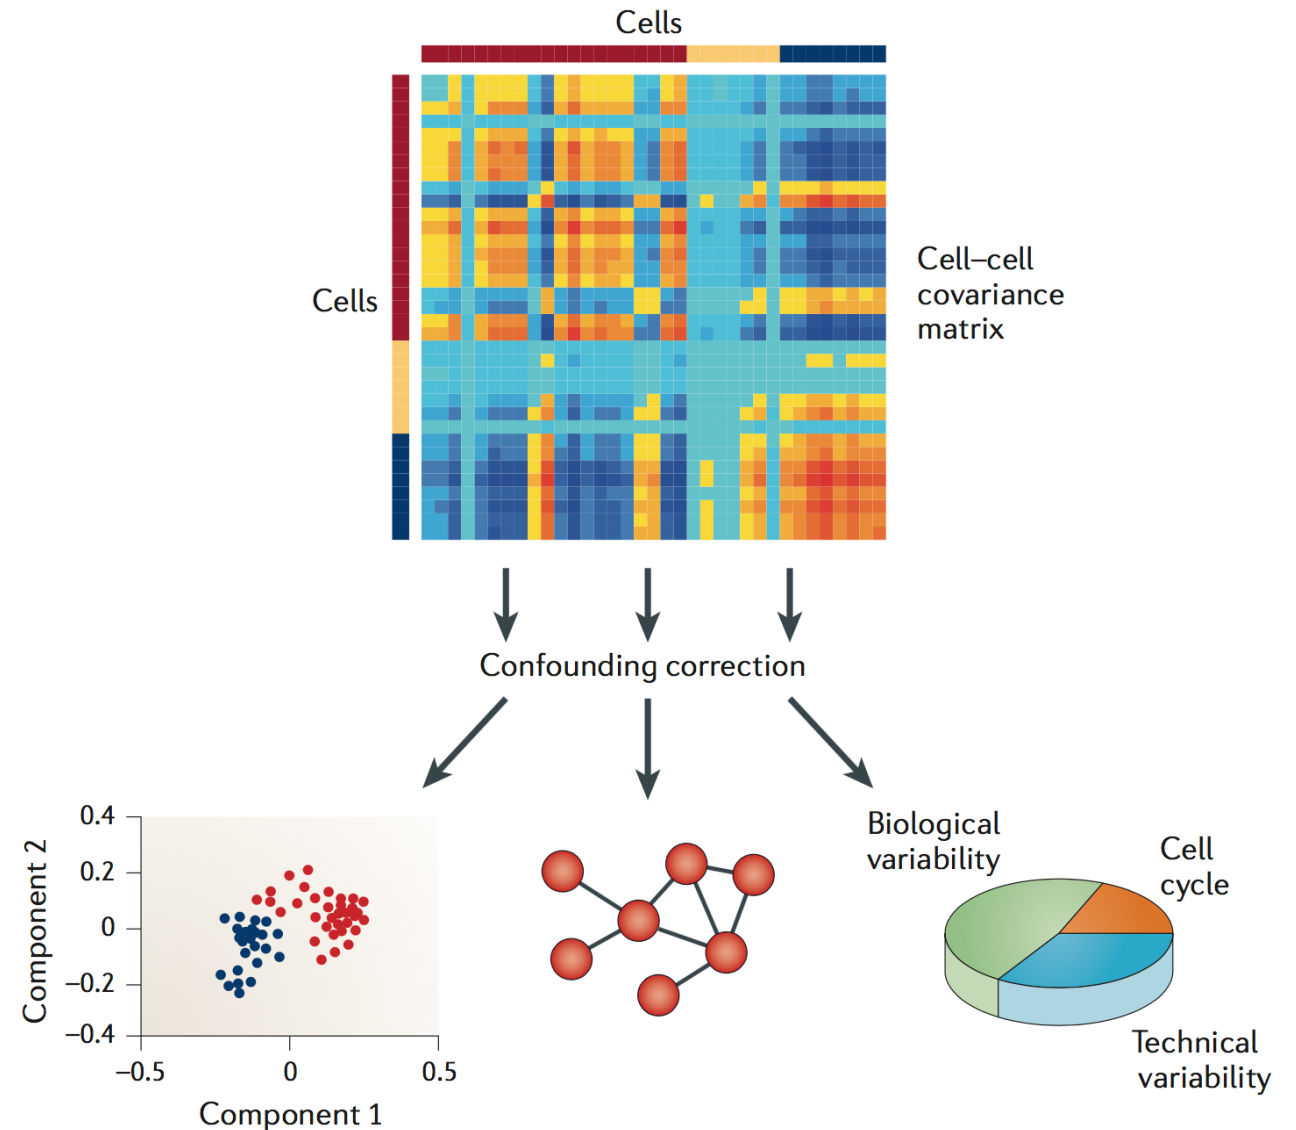 Cells
Cells
Cell–cell
covariance
matrix
Confounding correction
0.4
0.2
0
−0.2
−0.4
Component 2
−0.5
0
0.5
Component 1
Biological
variability
Cell
cycle
Technical
variability